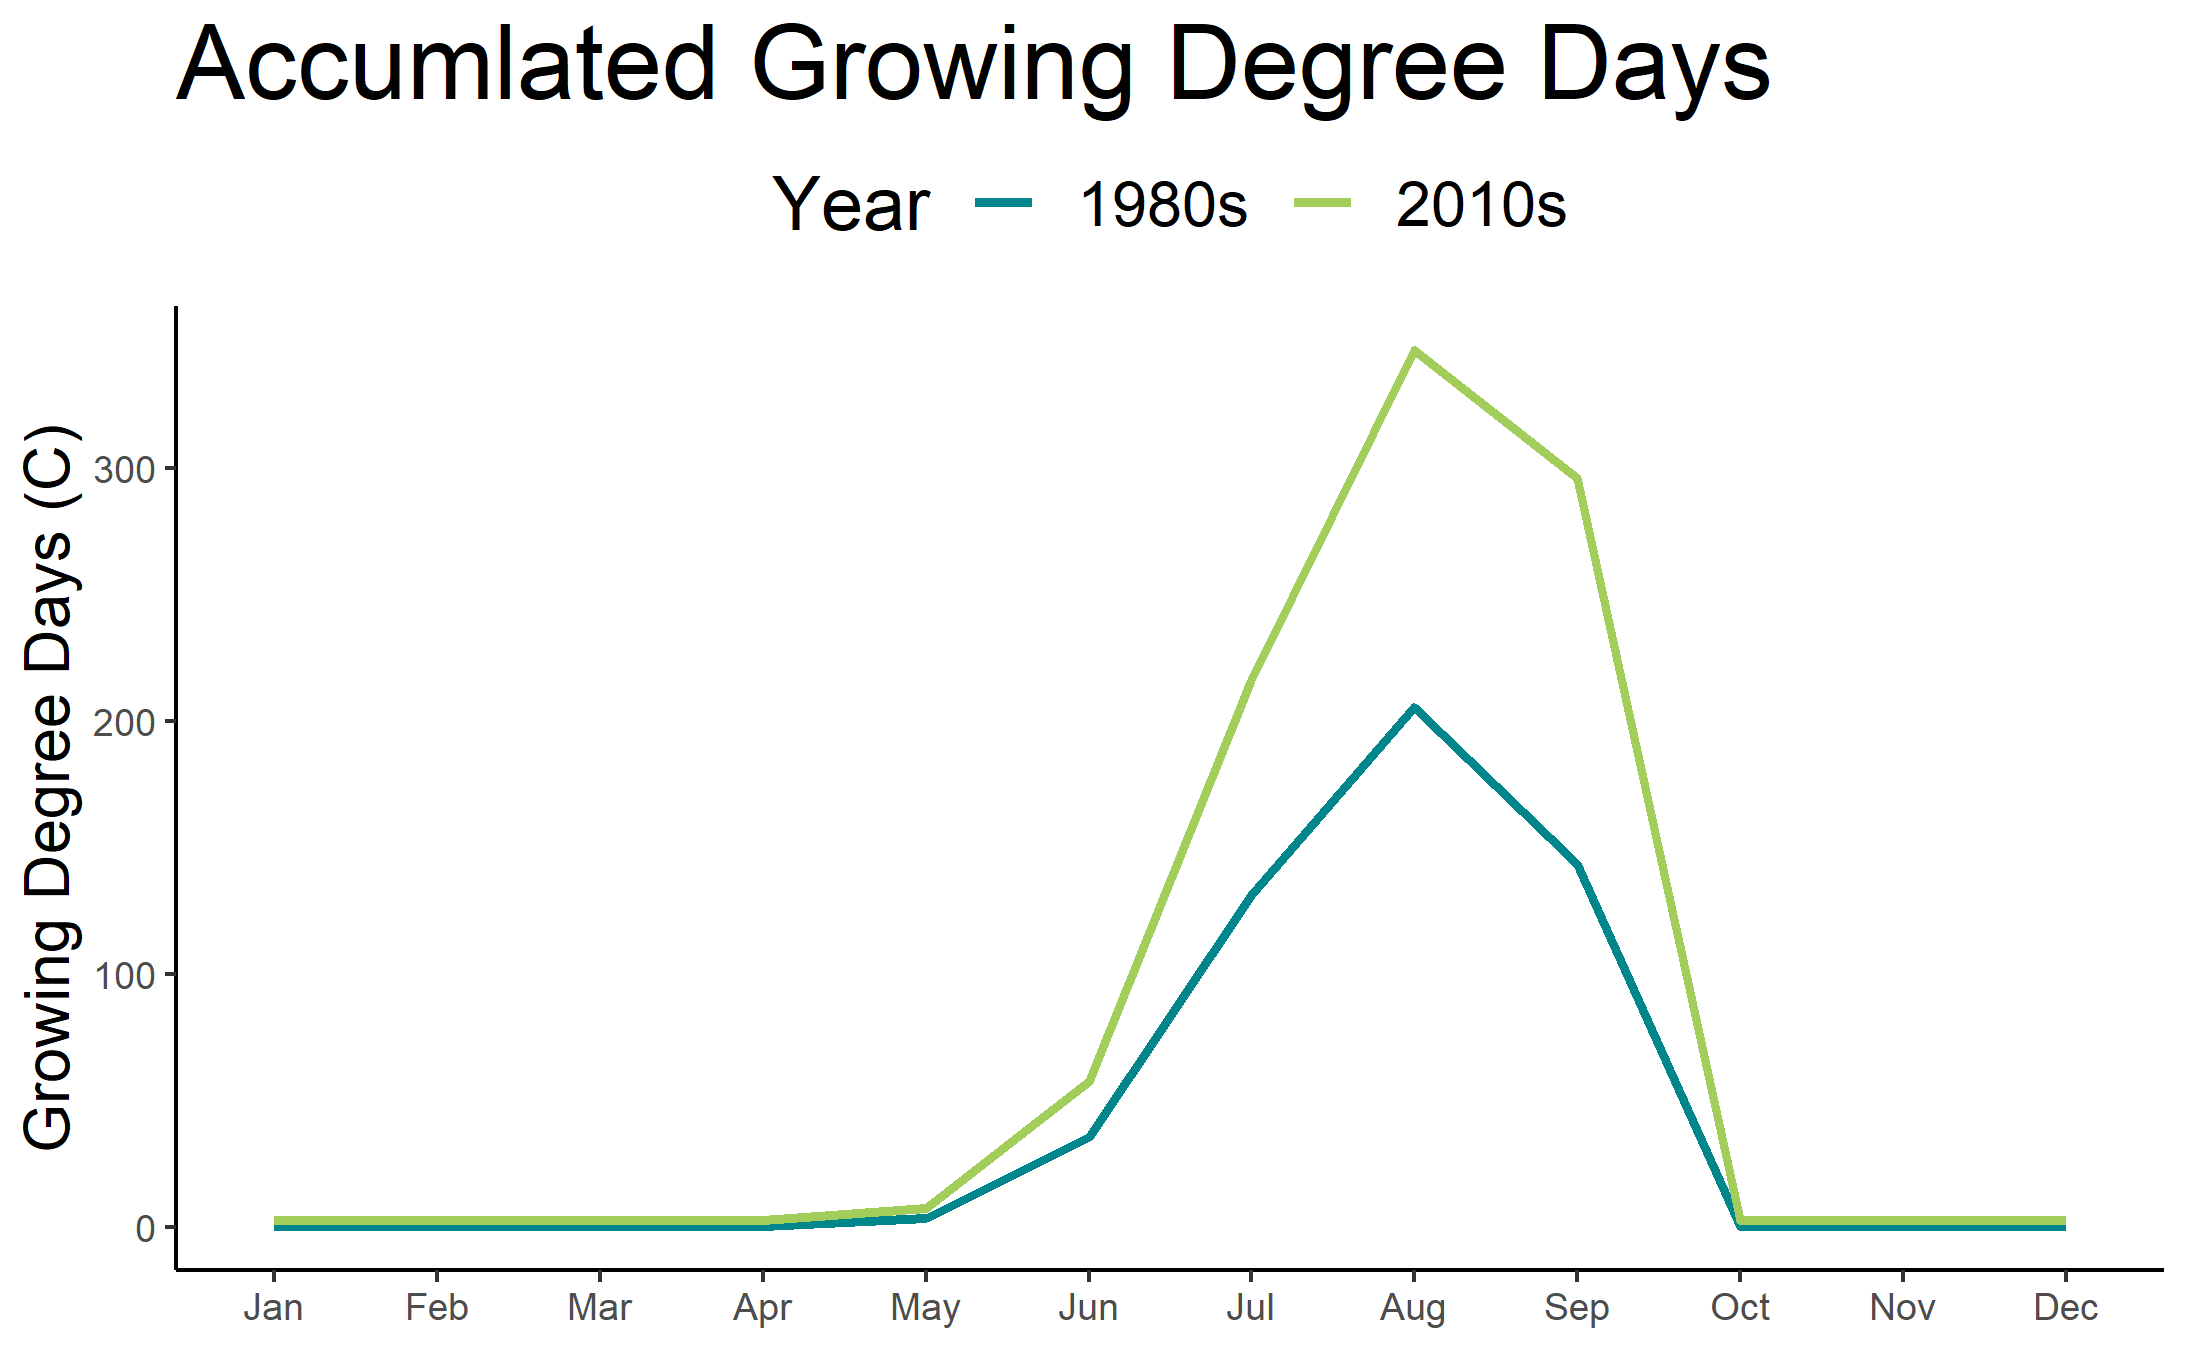 Accumlated Growing Degree Days
Year 1980s 2010s
Growing Degree Days (C)
300
200
100
0
Jan Feb Mar Apr May Jun Jul Aug Sep Oct Nov Dec